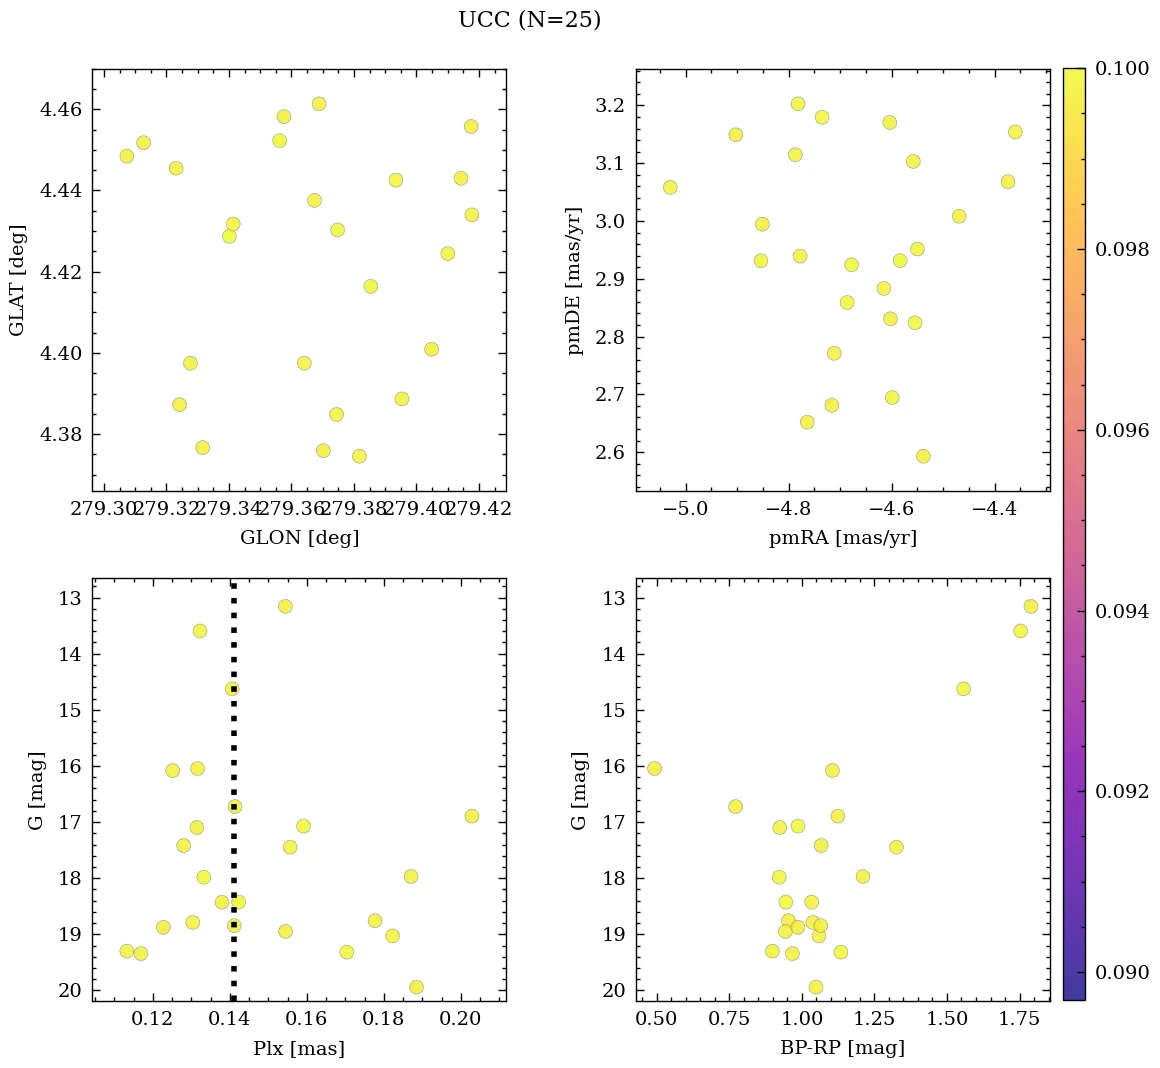 UCC (N=25)
4.46
4.44
4.42
4.40
4.38
GLAT [deg]
279.30 279.32 279.34 279.36 279.38 279.40 279.42
GLON [deg]
3.2
3.1
3.0
2.9
2.8
2.7
2.6
pmDE [mas/yr]
−5.0 −4.8 −4.6 −4.4
pmRA [mas/yr]
13
14
15
16
17
18
19
20
G [mag]
0.12 0.14 0.16 0.18 0.20
Plx [mas]
13
14
15
16
17
18
19
20
G [mag]
0.50 0.75 1.00 1.25 1.50 1.75
BP-RP [mag]
0.100
0.098
0.096
0.094
0.092
0.090